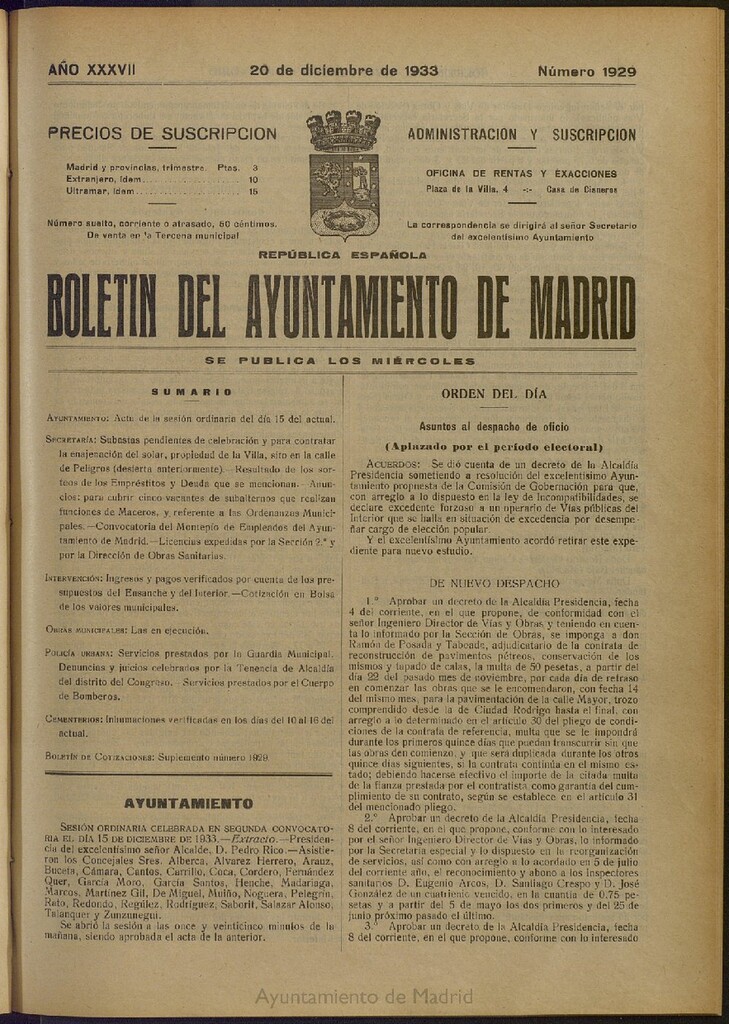 AÑO XXXVII
20 de diciembre de 1933
Número 1929
PRECIOS DE SUSCRIPCION
Madrid y provincias, trimestre. Ptas. 3
Extranjero, ídem........................ 10
Ultramar, ídem........................ 15
Número suelto, corriente o atrasado, 50 céntimos.
De venta en la Tercena municipal
ADMINISTRACION Y SUSCRIPCION
OFICINA DE RENTAS Y EXACCIONES
Plaza de la Villa, 4 -:- Casa de Cisneros
La correspondencia se dirigirá al señor Secretario
del excelentísimo Ayuntamiento
REPÚBLICA ESPAÑOLA
BOLETIN DEL AYUNTAMIENTO DE MADRID
SE PUBLICA LOS MIÉRCOLES
SUMARIO
AYUNTAMIENTO: Acta de la sesión ordinaria del día 15 del actual.
SECRETARÍA: Subastas pendientes de celebración y para contratar
la enajenación del solar, propiedad de la Villa, sito en la calle
de Peligros (desierta anteriormente).—Resultado de los sor-
teos de los Empréstitos y Deuda que se mencionan.—Anun-
cios: para cubrir cinco vacantes de subalternos que realizan
funciones de Maceros, y referente a las Ordenanzas Munici-
pales.—Convocatoria del Montepío de Empleados del Ayun-
tamiento de Madrid.—Licencias expedidas por la Sección 2.ª y
por la Dirección de Obras Sanitarias.
INTERVENCIÓN: Ingresos y pagos verificados por cuenta de los pre-
supuestos del Ensanche y del Interior.—Cotización en Bolsa
de los valores municipales.
OBRAS MUNICIPALES: Las en ejecución.
POLICÍA URBANA: Servicios prestados por la Guardia Municipal.
Denuncias y juicios celebrados por la Tenencia de Alcaldía
del distrito del Congreso.—Servicios prestados por el Cuerpo
de Bomberos.
CEMENTERIOS: Inhumaciones verificadas en los días del 10 al 16 del
actual.
BOLETÍN DE COTIZACIONES: Suplemento número 1929
AYUNTAMIENTO
SESIÓN ORDINARIA CELEBRADA EN SEGUNDA CONVOCATO-
RIA EL DÍA 15 DE DICIEMBRE DE 1933.—Extracto.—Presiden-
cia del excelentísimo señor Alcalde, D. Pedro Rico.—Asistie-
ron los Concejales Sres. Alberca, Alvarez Herrero, Arauz,
Buceta, Cámara, Cantos, Carrillo, Coca, Cordero, Fernández
Quer, García Moro, García Santos, Henche, Madariaga,
Marcos, Martínez Gil, De Miguel, Muiño, Noguera, Pelegrín,
Rato, Redondo, Regúlez, Rodríguez, Saborit, Salazar Alonso,
Talanquer y Zunzunegui.
Se abrió la sesión a las once y veinticinco minutos de la
mañana, siendo aprobada el acta de la anterior.
ORDEN DEL DÍA
Asuntos al despacho de oficio
(Aplazado por el período electoral)
ACUERDOS: Se dió cuenta de un decreto de la Alcaldía
Presidencia sometiendo a resolución del excelentísimo Ayun-
tamiento propuesta de la Comisión de Gobernación para que,
con arreglo a lo dispuesto en la ley de Incompatibilidades, se
declare excedente forzoso a un operario de Vías públicas del
Interior que se halla en situación de excedencia por desempe-
ñar cargo de elección popular.
Y el excelentísimo Ayuntamiento acordó retirar este expe-
diente para nuevo estudio.
DE NUEVO DESPACHO
1.º Aprobar un decreto de la Alcaldía Presidencia, fecha
4 del corriente, en el que propone, de conformidad con el
señor Ingeniero Director de Vías y Obras y teniendo en cuen-
ta lo informado por la Sección de Obras, se imponga a don
Ramón de Posada y Taboada, adjudicatario de la contrata de
reconstrucción de pavimentos pétreos, conservación de los
mismos y tapado de calas, la multa de 50 pesetas, a partir del
día 22 del pasado mes de noviembre, por cada día de retraso
en comenzar las obras que se le encomendaron, con fecha 14
del mismo mes, para la pavimentación de la calle Mayor, trozo
comprendido desde la de Ciudad Rodrigo hasta el final, con
arreglo a lo determinado en el artículo 30 del pliego de condi-
ciones de la contrata de referencia, multa que se le impondrá
durante los primeros quince días que puedan transcurrir sin que
las obras den comienzo, y que será duplicada durante los otros
quince días siguientes, si la contrata continúa en el mismo es-
tado; debiendo hacerse efectivo el importe de la citada multa
de la fianza prestada por el contratista como garantía del cum-
plimiento de su contrato, según se establece en el artículo 31
del mencionado pliego.
2.º Aprobar un decreto de la Alcaldía Presidencia, fecha
8 del corriente, en el que propone, conforme con lo interesado
por el señor Ingeniero Director de Vías y Obras, lo informado
por la Secretaría especial y lo dispuesto en la reorganización
de servicios, así como con arreglo a lo acordado en 5 de julio
del corriente año, el reconocimiento y abono a los inspectores
sanitarios D. Eugenio Arcos, D. Santiago Crespo y D. José
González de un cuatrienio vencido, en la cuantía de 0,75 pe-
setas y a partir del 5 de mayo los dos primeros y del 25 de
junio próximo pasado el último.
3.º Aprobar un decreto de la Alcaldía Presidencia, fecha
8 del corriente, en el que propone, conforme con lo interesado
Ayuntamiento de Madrid